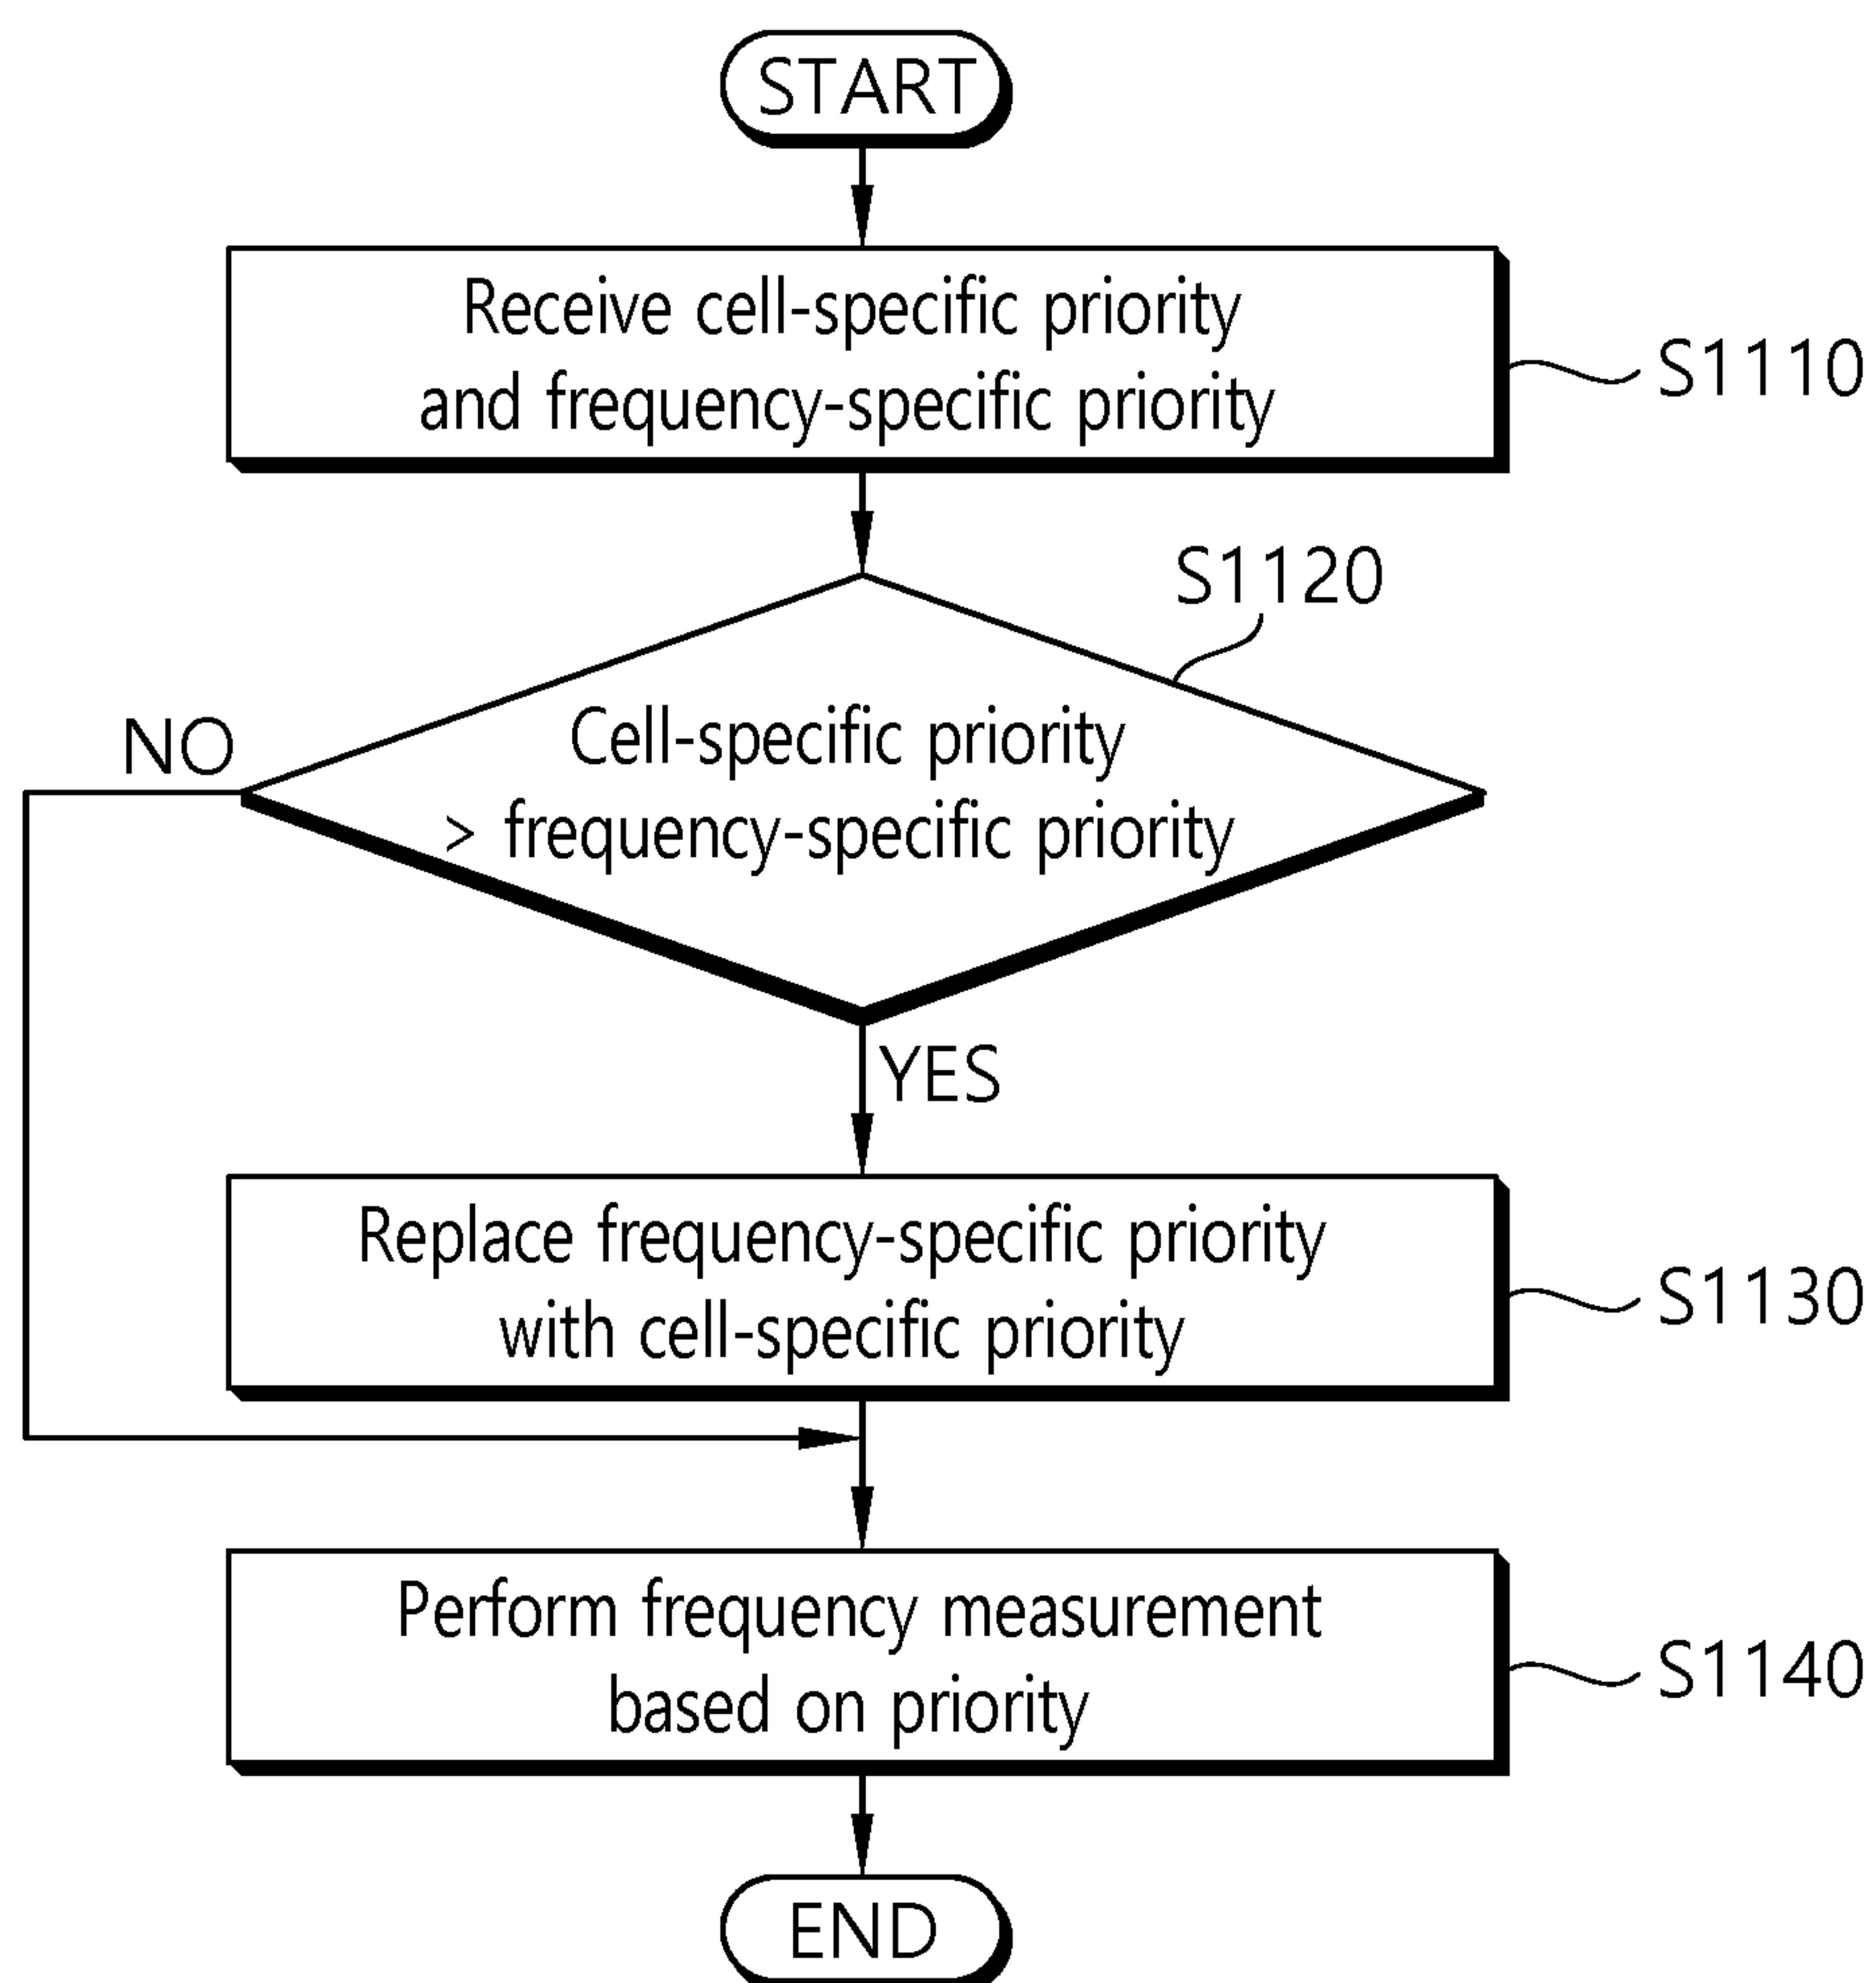 START
Receive cell-specific priority
and frequency-specific priority
S1110
S1120
NO
Cell-specific priority
> frequency-specific priority
YES
Replace frequency-specific priority
with cell-specific priority
S1130
Perform frequency measurement
based on priority
S1140
END